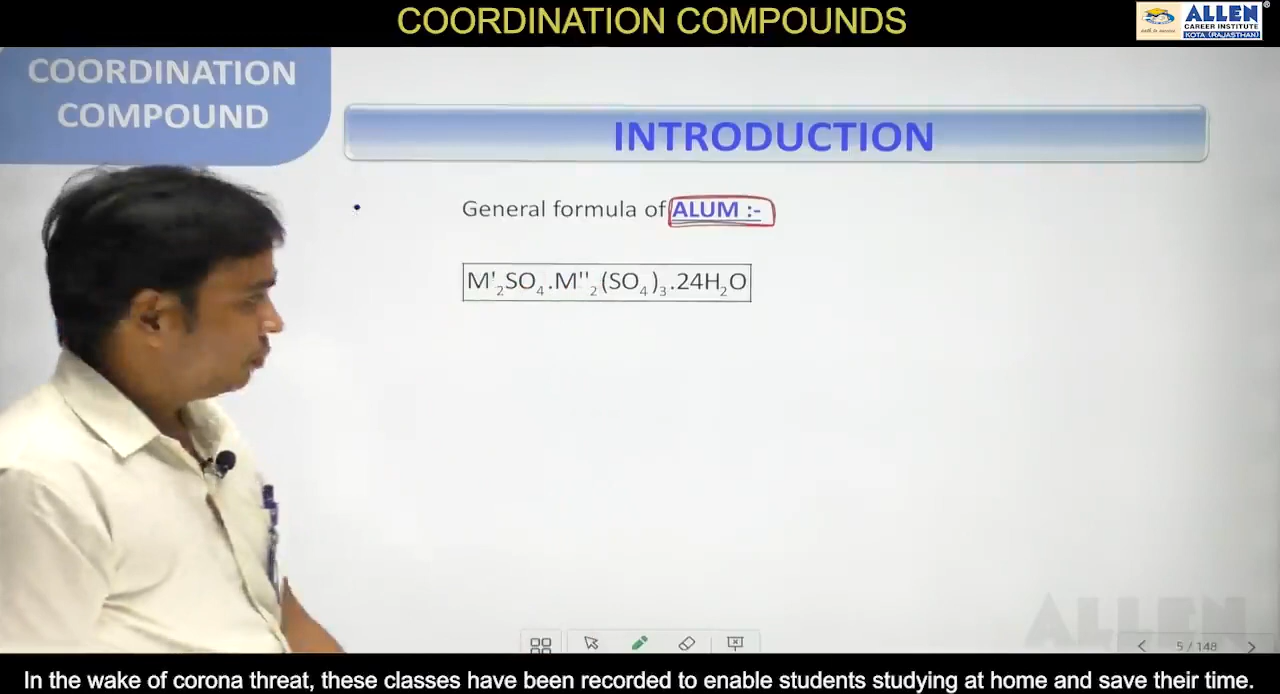 COORDINATION COMPOUNDS
ALLEN
CAREER INSTITUTE
KOTA (RAJASTHAN)
COORDINATION
COMPOUND
INTRODUCTION
• General formula of ALUM :-
M'₂SO₄.M''₂(SO₄)₃.24H₂O
ALLEN
5 / 148
In the wake of corona threat, these classes have been recorded to enable students studying at home and save their time.